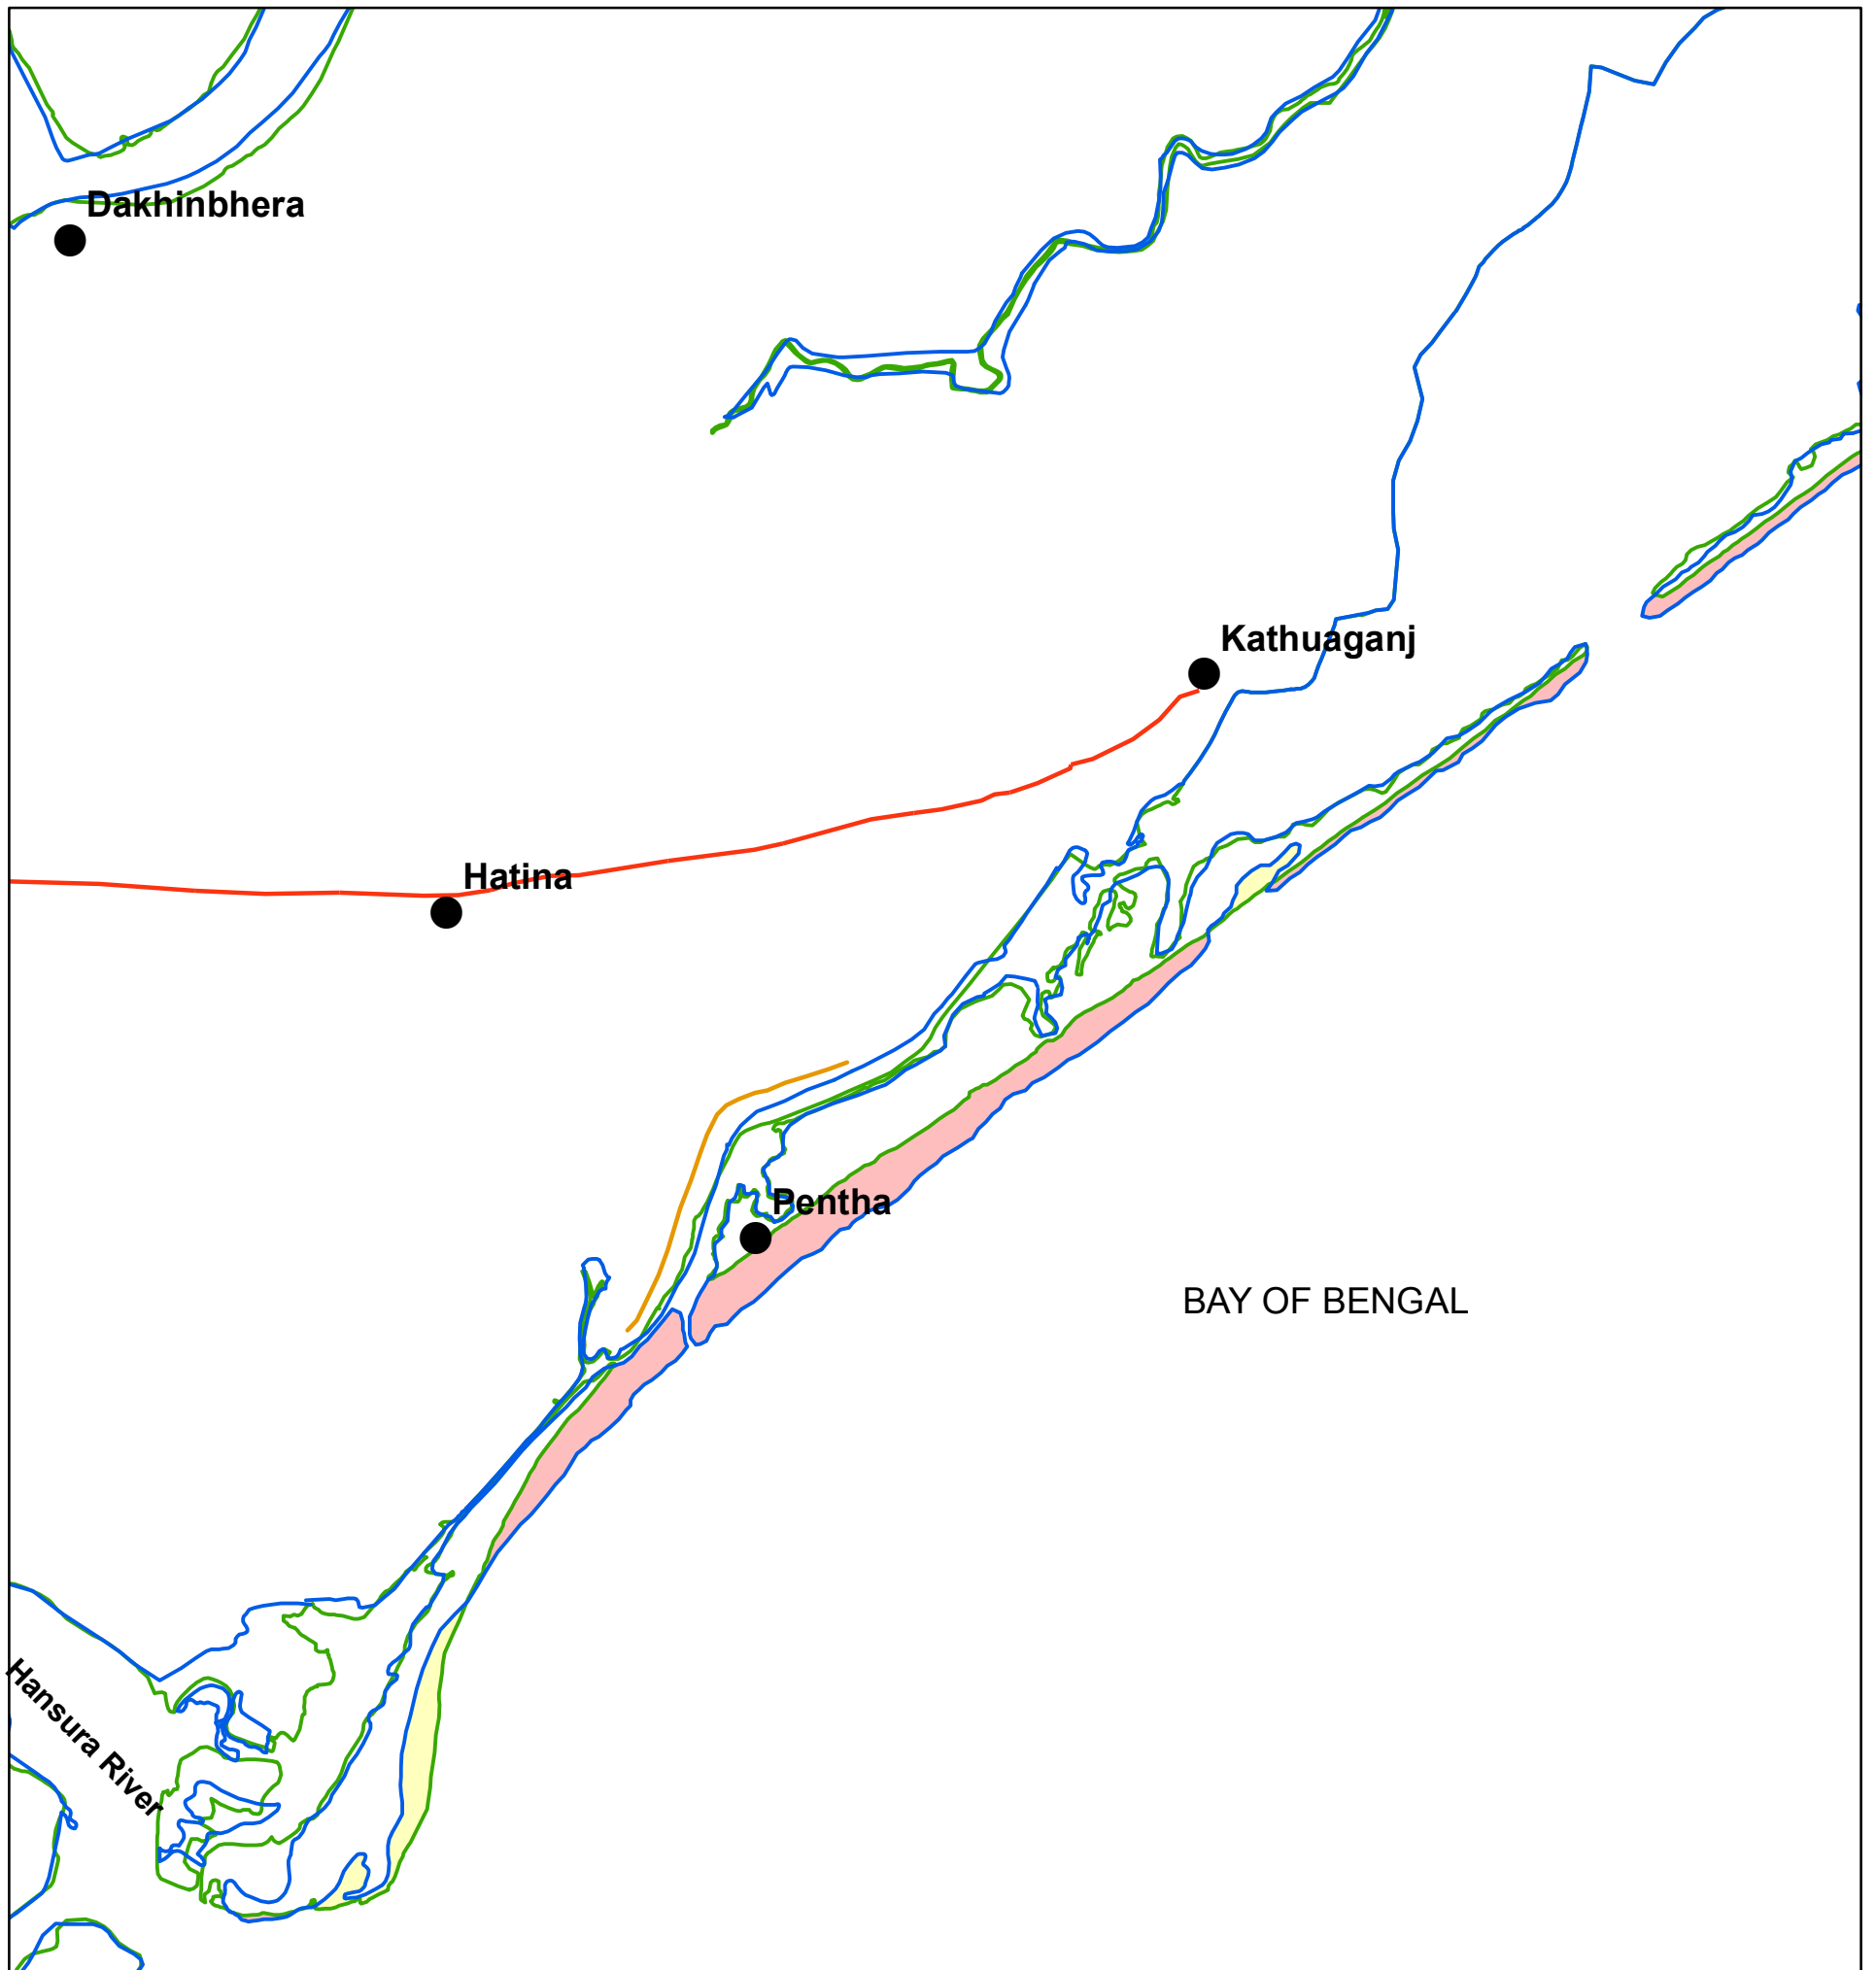 Dakhinbhera
Kathuaganj
Hatina
Pentha
BAY OF BENGAL
Hansura River